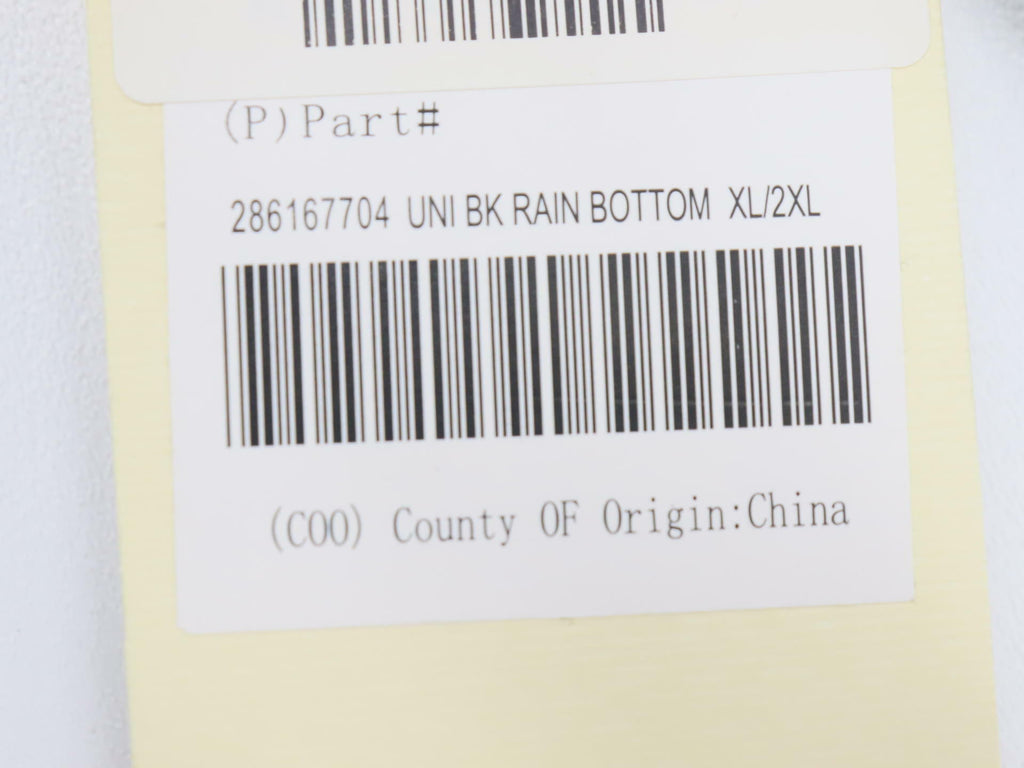 (P)Part#
286167704 UNI BK RAIN BOTTOM XL/2XL
(COO) County OF Origin:China